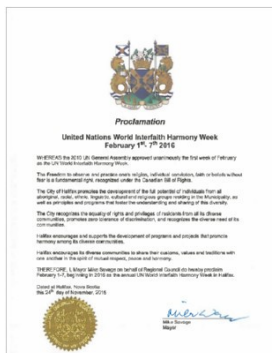 Proclamation
United Nations World Interfaith Harmony Week
February 1st- 7th 2016
WHEREAS the 2010 UN General Assembly approved unanimously the first week of February
as the UN World Interfaith Harmony Week.
The Freedom to observe and practice one's religion, individual conviction, faith or beliefs without
fear is a fundamental right, recognized under the Canadian Bill of Rights.
The City of Halifax promotes the development of the full potential of individuals from all
aboriginal, racial, ethnic, linguistic, cultural and religious groups residing in the Municipality, as
well as principles and programs that foster the understanding and sharing of this diversity.
The City recognizes the equality of rights and privileges of residents from all its diverse
communities, promotes zero tolerance of discrimination, and recognizes the diverse need of its
communities.
Halifax encourages and supports the development of programs and projects that promote
harmony among its diverse communities.
Halifax encourages its diverse communities to share their customs, values and traditions with
one another in the spirit of mutual respect, peace and harmony.
THEREFORE, I, Mayor Mike Savage on behalf of Regional Council do hereby proclaim
February 1-7, beginning in 2016 as the annual UN World Interfaith Harmony Week in Halifax.
Dated at Halifax, Nova Scotia
this 24th day of November, 2015
Mike Savage
Mayor